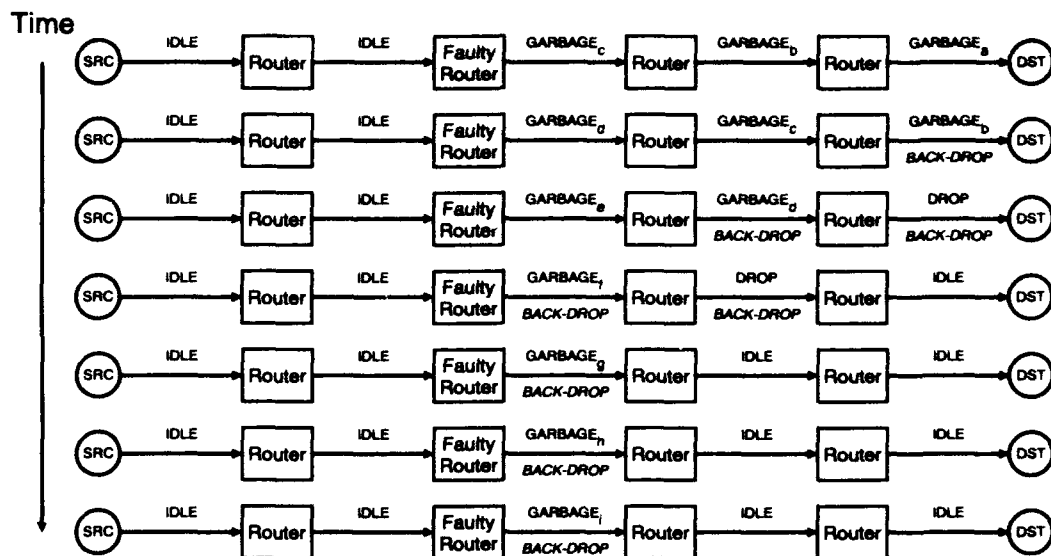 Time
IDLE IDLE GARBAGE_c GARBAGE_b GARBAGE_a
SRC Router Faulty Router Router Router DST
IDLE IDLE GARBAGE_d GARBAGE_c GARBAGE_b
SRC Router Faulty Router Router Router DST
BACK-DROP
IDLE IDLE GARBAGE_e GARBAGE_d DROP
SRC Router Faulty Router Router Router DST
BACK-DROP BACK-DROP
IDLE IDLE GARBAGE_f DROP IDLE
SRC Router Faulty Router Router Router DST
BACK-DROP BACK-DROP
IDLE IDLE GARBAGE_g IDLE IDLE
SRC Router Faulty Router Router Router DST
BACK-DROP
IDLE IDLE GARBAGE_h IDLE IDLE
SRC Router Faulty Router Router Router DST
BACK-DROP
IDLE IDLE GARBAGE_i IDLE IDLE
SRC Router Faulty Router Router Router DST
BACK-DROP